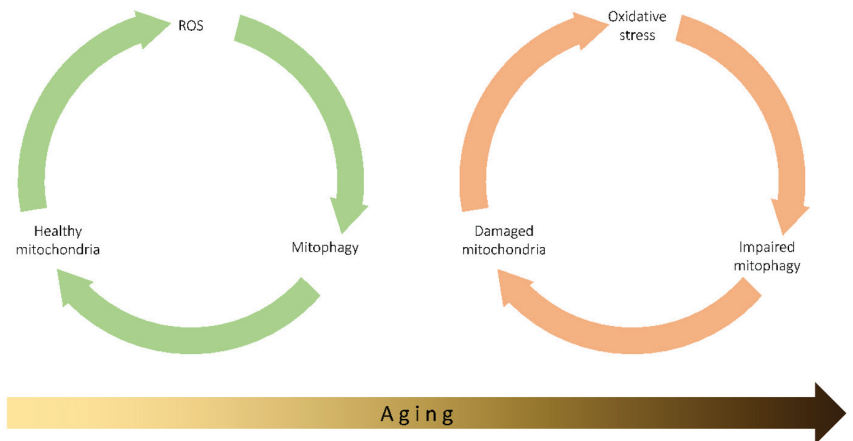 ROS
Mitophagy
Healthy
mitochondria
Oxidative
stress
Impaired
mitophagy
Damaged
mitochondria
Aging